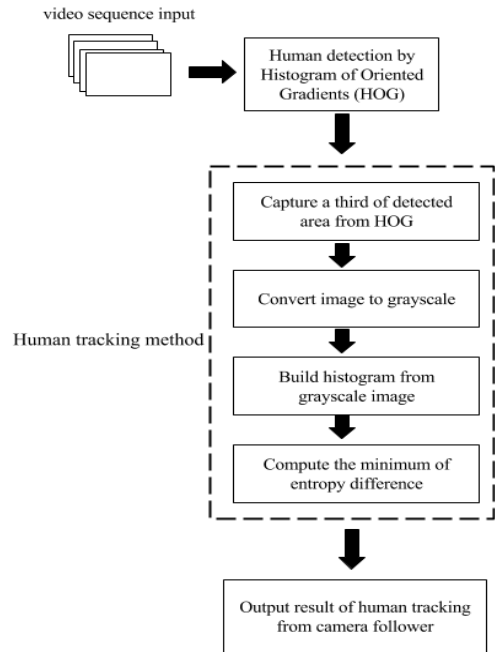 video sequence input
Human detection by
Histogram of Oriented
Gradients (HOG)
Capture a third of detected
area from HOG
Convert image to grayscale
Human tracking method
Build histogram from
grayscale image
Compute the minimum of
entropy difference
Output result of human tracking
from camera follower